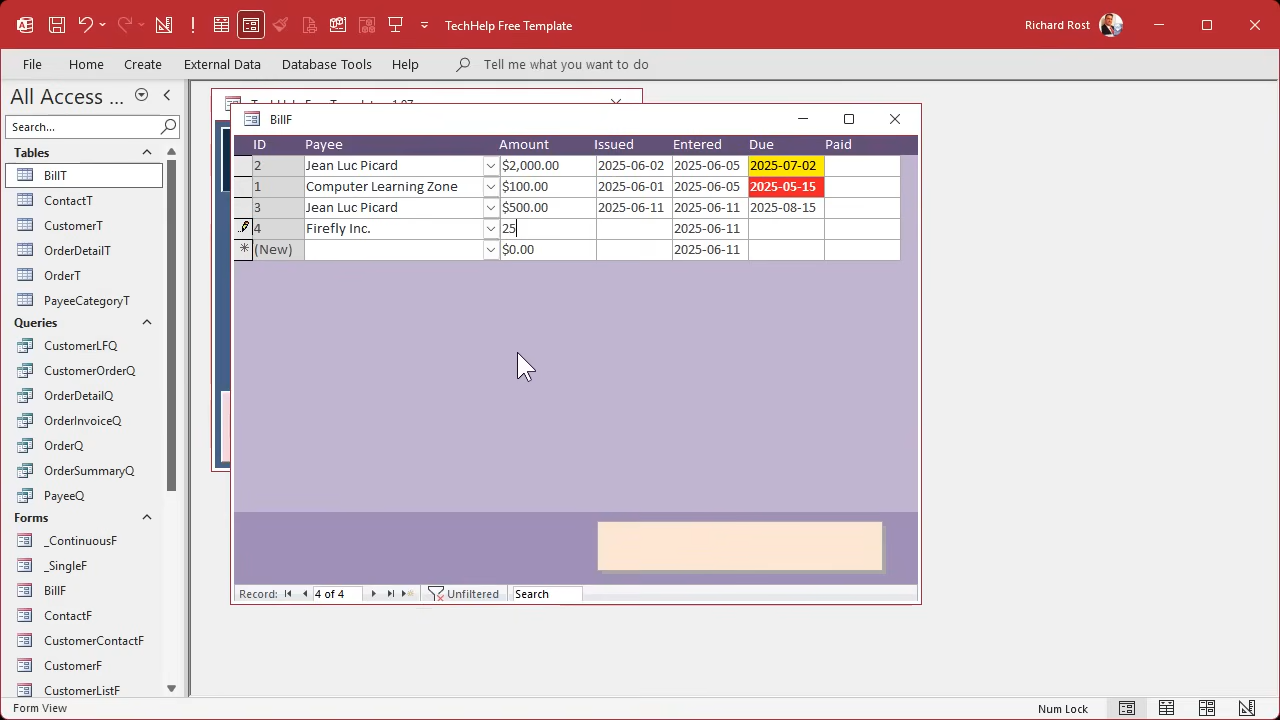 TechHelp Free Template
Richard Rost
File Home Create External Data Database Tools Help Tell me what you want to do
All Access ...
Search...
Tables
BillT
ContactT
CustomerT
OrderDetailT
OrderT
PayeeCategoryT
Queries
CustomerLFQ
CustomerOrderQ
OrderDetailQ
OrderInvoiceQ
OrderQ
OrderSummaryQ
PayeeQ
Forms
_ContinuousF
_SingleF
BillF
ContactF
CustomerContactF
CustomerF
CustomerListF
BillF
ID Payee Amount Issued Entered Due Paid
2 Jean Luc Picard $2,000.00 2025-06-02 2025-06-05 2025-07-02
1 Computer Learning Zone $100.00 2025-06-01 2025-06-05 2025-05-15
3 Jean Luc Picard $500.00 2025-06-11 2025-06-11 2025-08-15
4 Firefly Inc. 25 2025-06-11
(New) $0.00 2025-06-11
Record: 4 of 4 Unfiltered Search
Form View
Num Lock